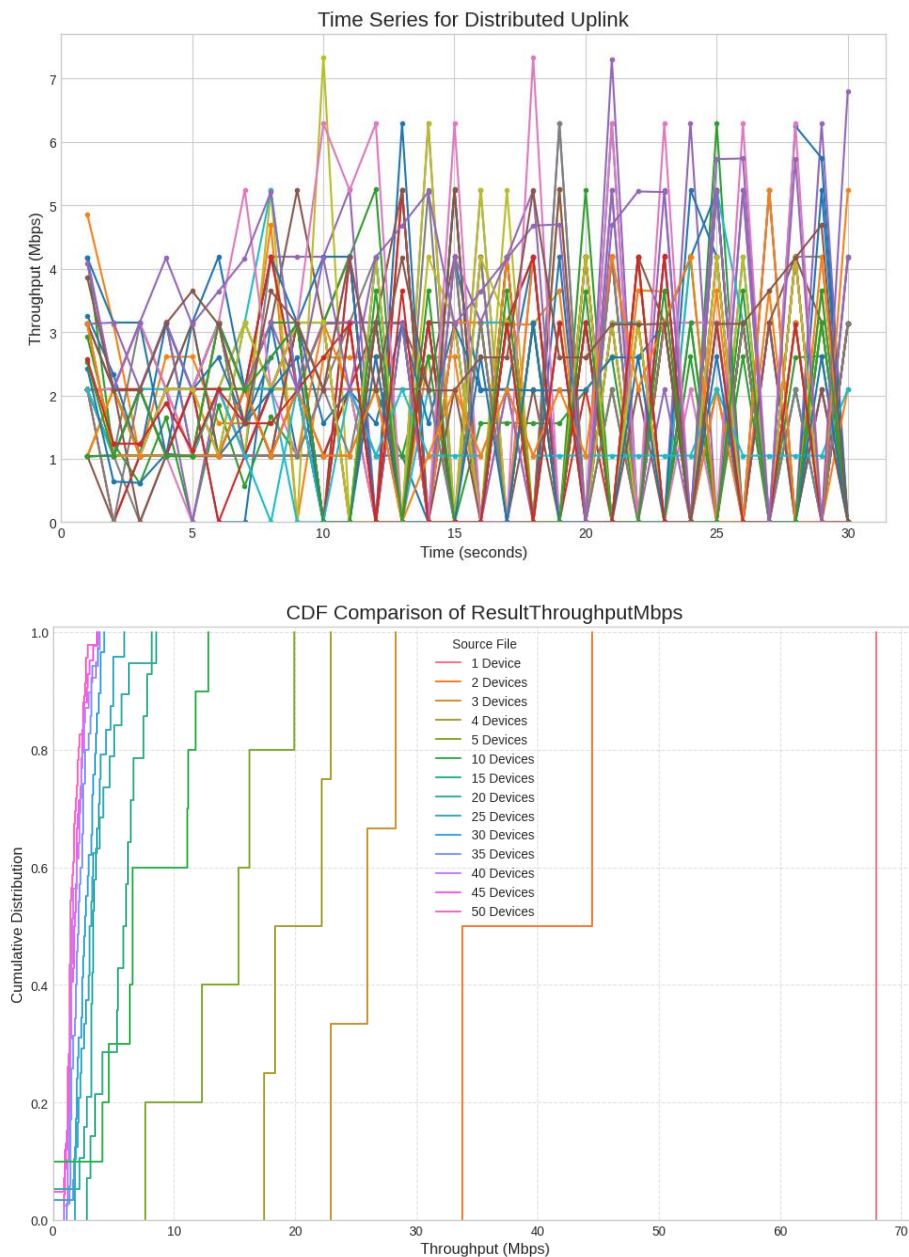 Time Series for Distributed Uplink
7
6
5
4
3
2
1
0
Throughput (Mbps)
0 5 10 15 20 25 30
Time (seconds)
CDF Comparison of ResultThroughputMbps
1.0
0.8
0.6
0.4
0.2
0.0
Cumulative Distribution
Source File
1 Device
2 Devices
3 Devices
4 Devices
5 Devices
10 Devices
15 Devices
20 Devices
25 Devices
30 Devices
35 Devices
40 Devices
45 Devices
50 Devices
0 10 20 30 40 50 60 70
Throughput (Mbps)